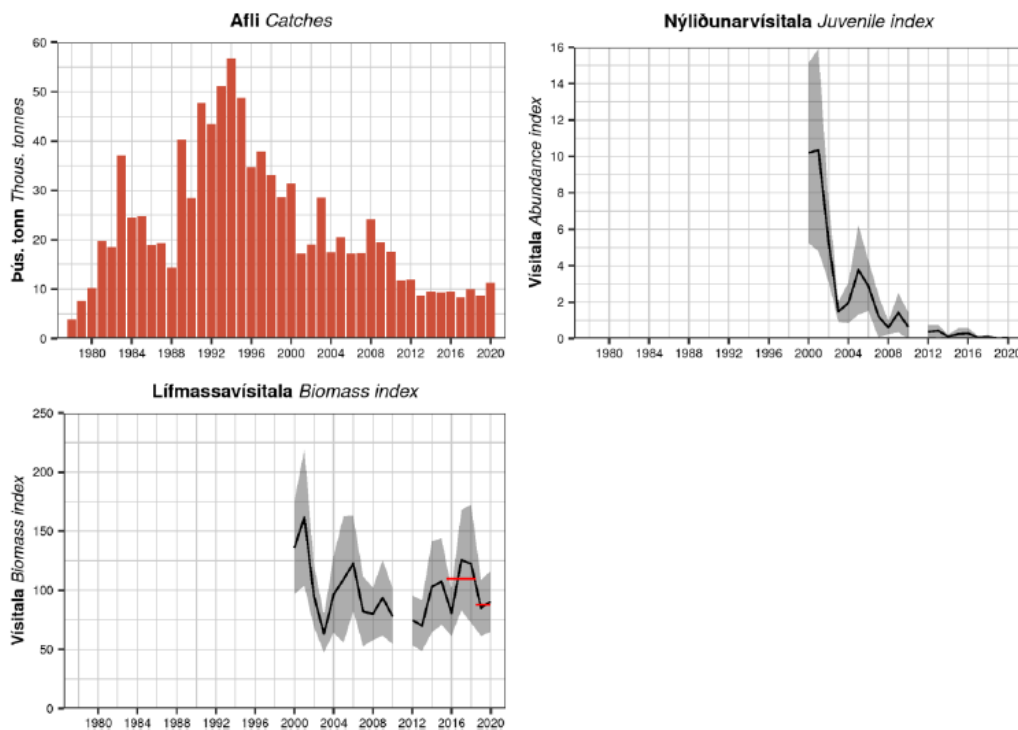 Afli Catches
Þús. tonn Thous. tonnes
60
50
40
30
20
10
0
1980 1984 1988 1992 1996 2000 2004 2008 2012 2016 2020
Nýliðunarvísitala Juvenile index
Vísitala Abundance index
16
14
12
10
8
6
4
2
0
1980 1984 1988 1992 1996 2000 2004 2008 2012 2016 2020
Lífmassavísitala Biomass index
Vísitala Biomass index
250
200
150
100
50
0
1980 1984 1988 1992 1996 2000 2004 2008 2012 2016 2020